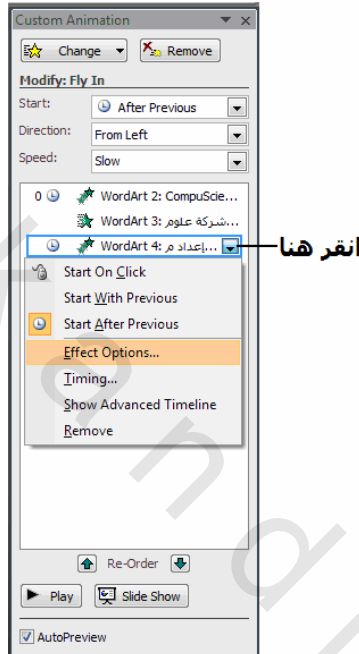 Custom Animation
Change Remove
Modify: Fly In
Start: After Previous
Direction: From Left
Speed: Slow
0 WordArt 2: CompuScie...
WordArt 3: شركة علوم...
WordArt 4: إعداد م... انقر هنا
Start On Click
Start With Previous
Start After Previous
Effect Options...
Timing...
Show Advanced Timeline
Remove
Re-Order
Play Slide Show
AutoPreview